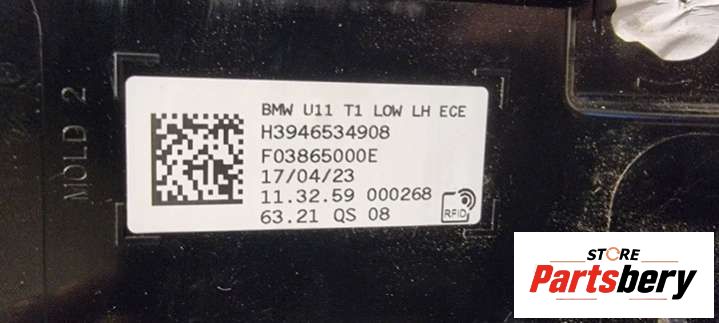 MOLD 2
BMW U11 T1 LOW LH ECE
H3946534908
F03865000E
17/04/23
11.32.59 000268
63.21 QS 08
RFID
STORE
Partsbery